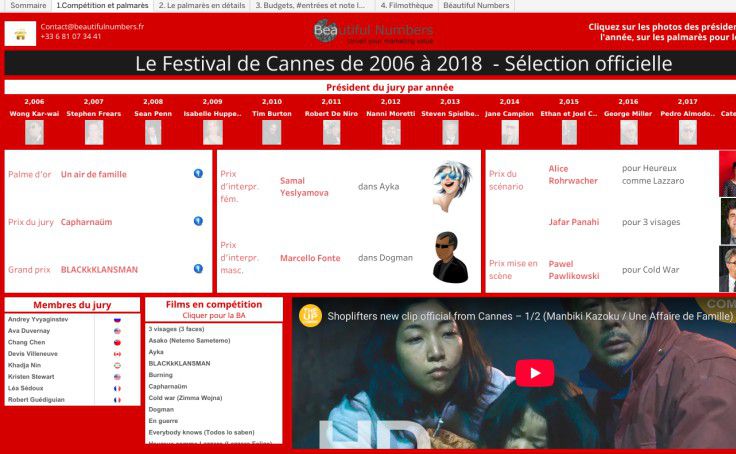 Sommaire 1.Compétition et palmarès 2. Le palmarès en détails 3. Budgets, #entrées et note l... 4. Filmothèque Béautiful Numbers
Contact@beautifulnumbers.fr
+33 6 81 07 34 41
Beautiful Numbers
Cliquez sur les photos des présiden
l'année, sur les palmarès pour le
Le Festival de Cannes de 2006 à 2018 - Sélection officielle
Président du jury par année
2,006 2,007 2,008 2,009 2,010 2,011 2,012 2,013 2,014 2,015 2,016 2,017
Wong Kar-wai Stephen Frears Sean Penn Isabelle Huppe.. Tim Burton Robert De Niro Nanni Moretti Steven Spielbe.. Jane Campion Ethan et Joel C.. George Miller Pedro Almodo.. Cate
Palme d'or Un air de famille
Prix du jury Capharnaüm
Grand prix BLACKkKLANSMAN
Prix
d'interpr.
fém.
Samal
Yeslyamova
dans Ayka
Prix
d'interpr.
masc.
Marcello Fonte
dans Dogman
Prix du
scénario
Alice
Rohrwacher
pour Heureux
comme Lazzaro
Jafar Panahi pour 3 visages
Prix mise en
scène
Pawel
Pawlikowski
pour Cold War
Membres du jury
Andrey Yvyaginstev
Ava Duvernay
Chang Chen
Devis Villeneuve
Khadja Nin
Kristen Stewart
Léa Sédoux
Robert Guédiguian
Films en compétition
Cliquer pour la BA
3 visages (3 faces)
Asako (Netemo Sametemo)
Ayka
BLACKkKLANSMAN
Burning
Capharnaüm
Cold war (Zimma Wojna)
Dogman
En guerre
Everybody knows (Todos lo saben)
Heureux comme Lazzaro (Lazzaro Felice)
Shoplifters new clip official from Cannes – 1/2 (Manbiki Kazoku / Une Affaire de Famille)
COM
UP
HD